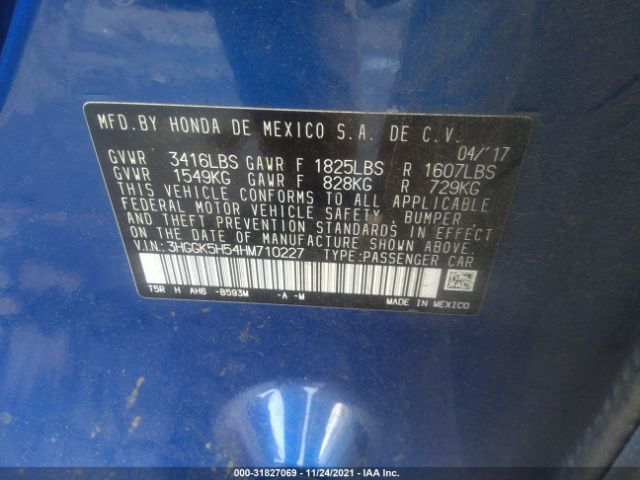 MFD.BY HONDA DE MEXICO S.A. DE C.V.
04/'17
GVWR 3416LBS GAWR F 1825LBS R 1607LBS
GVWR 1549KG GAWR F 828KG R 729KG
THIS VEHICLE CONFORMS TO ALL APPLICABLE
FEDERAL MOTOR VEHICLE SAFETY, BUMPER
AND THEFT PREVENTION STANDARDS IN EFFECT
ON THE DATE OF MANUFACTURE SHOWN ABOVE.
V.I.N.: 3HGGK5H54HM710227 TYPE:PASSENGER CAR
T5R H AH6 -B593M -A -M
MADE IN MEXICO
000-31827069 - 11/24/2021 - IAA Inc.